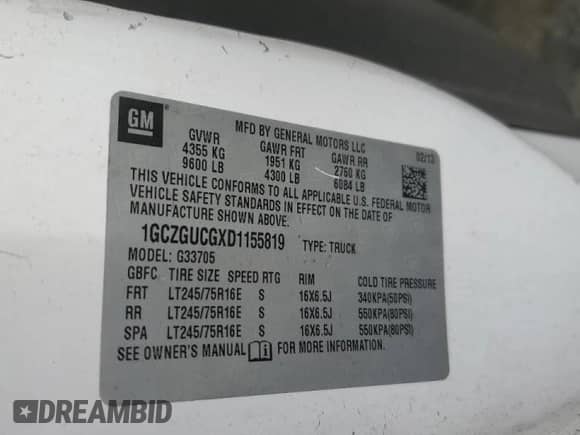 GM
MFD BY GENERAL MOTORS LLC 02/13
GVWR GAWR FRT GAWR RR
4355 KG 1951 KG 2760 KG
9600 LB 4300 LB 6084 LB
THIS VEHICLE CONFORMS TO ALL APPLICABLE U.S. FEDERAL MOTOR
VEHICLE SAFETY STANDARDS IN EFFECT ON THE DATE OF
MANUFACTURE SHOWN ABOVE.
1GCZGUCGXD1155819 TYPE: TRUCK
MODEL: G33705
GBFC TIRE SIZE SPEED RTG RIM COLD TIRE PRESSURE
FRT LT245/75R16E S 16X6.5J 340KPA(50PSI)
RR LT245/75R16E S 16X6.5J 550KPA(80PSI)
SPA LT245/75R16E S 16X6.5J 550KPA(80PSI)
SEE OWNER'S MANUAL FOR MORE INFORMATION.
DREAMBID